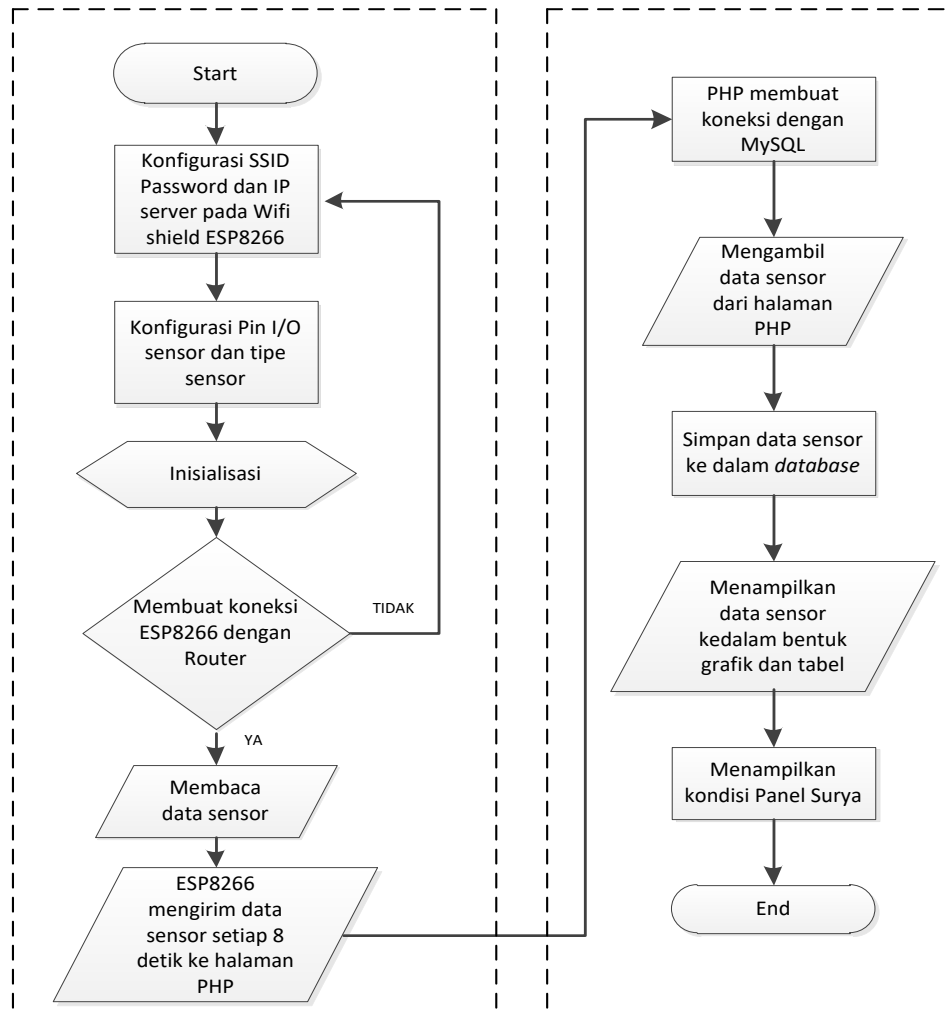 Start
Konfigurasi SSID
Password dan IP
server pada Wifi
shield ESP8266
Konfigurasi Pin I/O
sensor dan tipe
sensor
Inisialisasi
Membuat koneksi
ESP8266 dengan
Router
TIDAK
YA
Membaca
data sensor
ESP8266
mengirim data
sensor setiap 8
detik ke halaman
PHP
PHP membuat
koneksi dengan
MySQL
Mengambil
data sensor
dari halaman
PHP
Simpan data sensor
ke dalam database
Menampilkan
data sensor
kedalam bentuk
grafik dan tabel
Menampilkan
kondisi Panel Surya
End